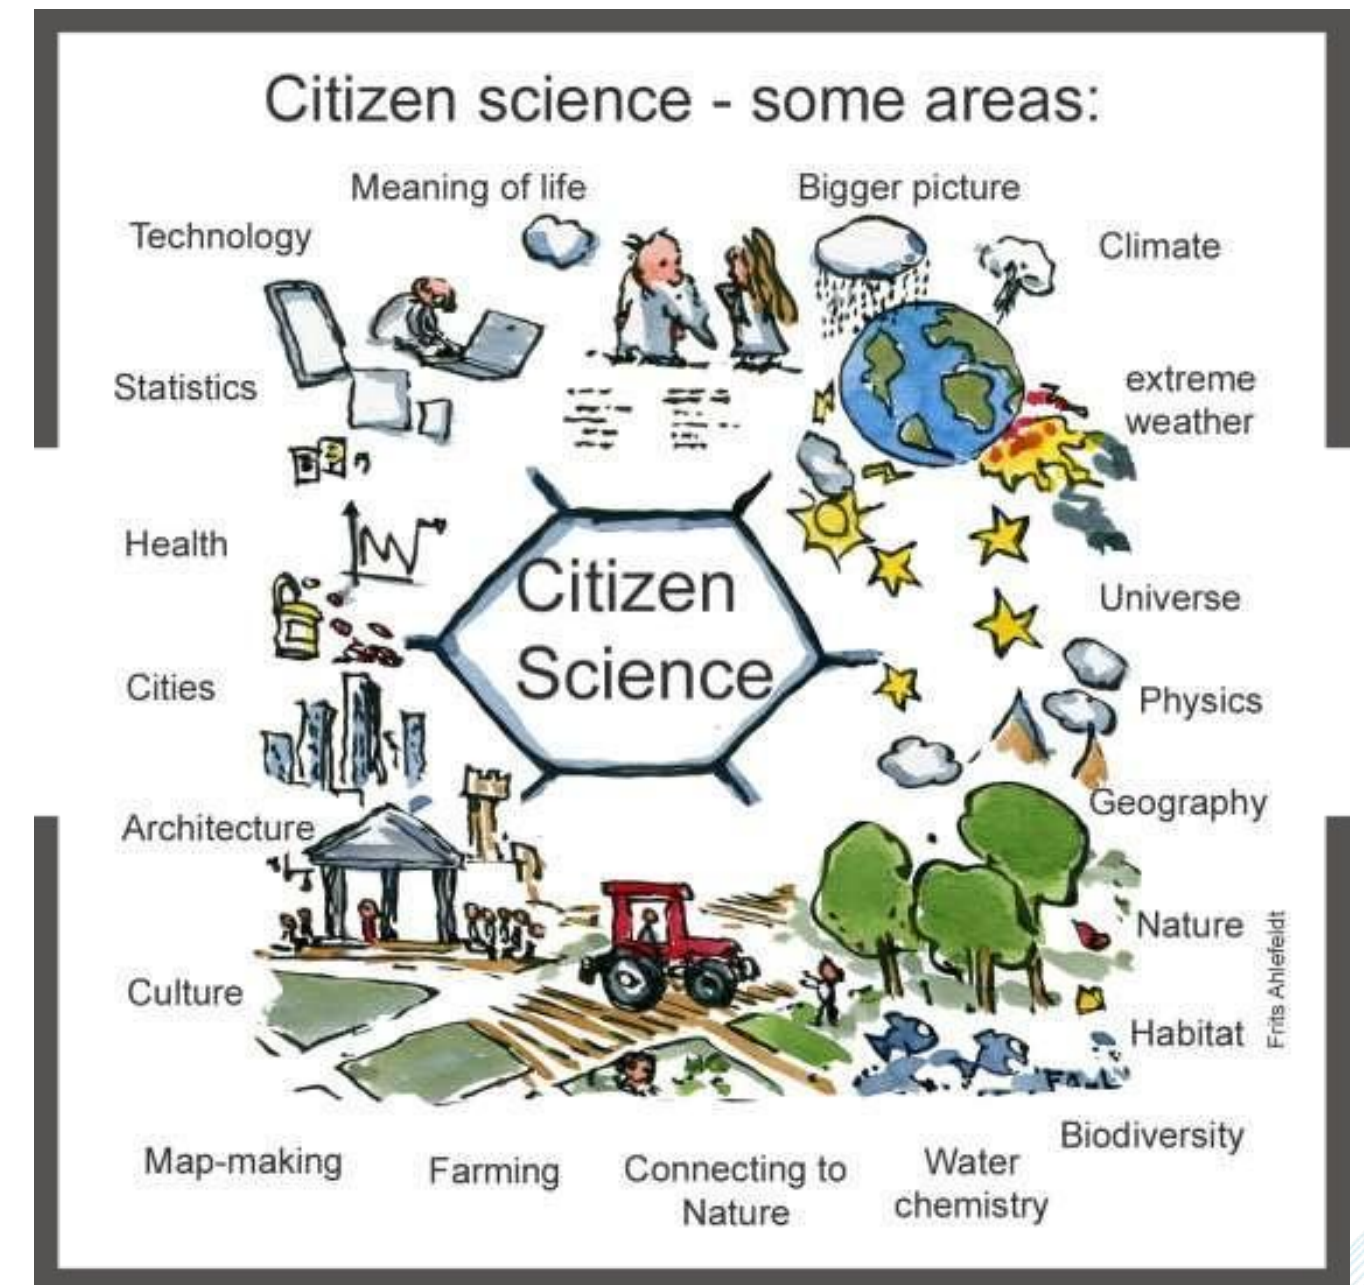 Citizen science - some areas:
Meaning of life
Bigger picture
Technology
Climate
Statistics
extreme
weather
Health
Citizen
Science
Universe
Cities
Physics
Architecture
Geography
Nature
Culture
Habitat
Frits Ahlefeldt
Biodiversity
Map-making
Farming
Connecting to
Nature
Water
chemistry